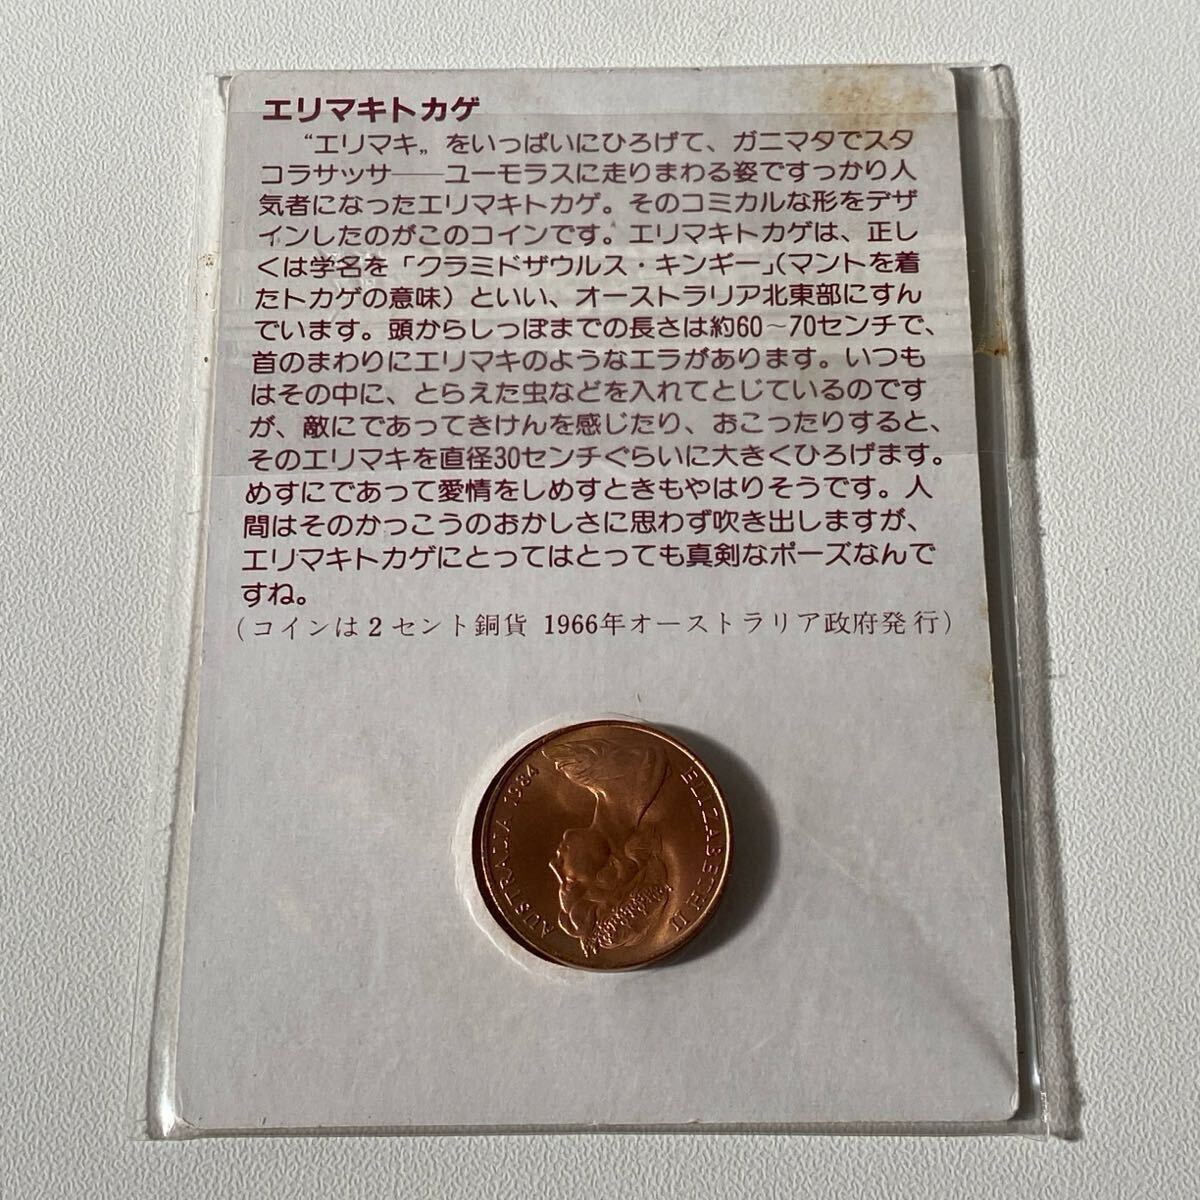 エリマキトカゲ
“エリマキ„をいっぱいにひろげて、ガニマタでスタ
コラサッサ――ユーモラスに走りまわる姿ですっかり人
気者になったエリマキトカゲ。そのコミカルな形をデザ
インしたのがこのコインです。エリマキトカゲは、正し
くは学名を「クラミドザウルス・キンギー」(マントを着
たトカゲの意味)といい、オーストラリア北東部にすん
でいます。頭からしっぽまでの長さは約60〜70センチで、
首のまわりにエリマキのようなエラがあります。いつも
はその中に、とらえた虫などを入れてとじているのです
が、敵にであってきけんを感じたり、おこったりすると、
そのエリマキを直径30センチぐらいに大きくひろげます。
めすにであって愛情をしめすときもやはりそうです。人
間はそのかっこうのおかしさに思わず吹き出しますが、
エリマキトカゲにとってはとっても真剣なポーズなんで
すね。
(コインは2セント銅貨 1966年オーストラリア政府発行)
ELIZABETH II
AUSTRALIA 1984